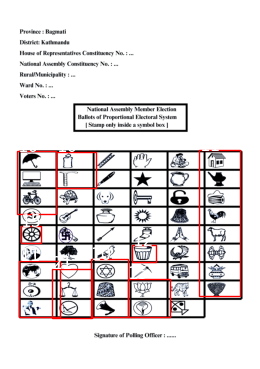 Province : Bagmati
District: Kathmandu
House of Representatives Constituency No. : ...
National Assembly Constituency No. : ...
Rural/Municipality : ...
Ward No. : ...
Voters No. : ...
National Assembly Member Election
Ballots of Proportional Electoral System
[ Stamp only inside a symbol box ]
Signature of Polling Officer : ......